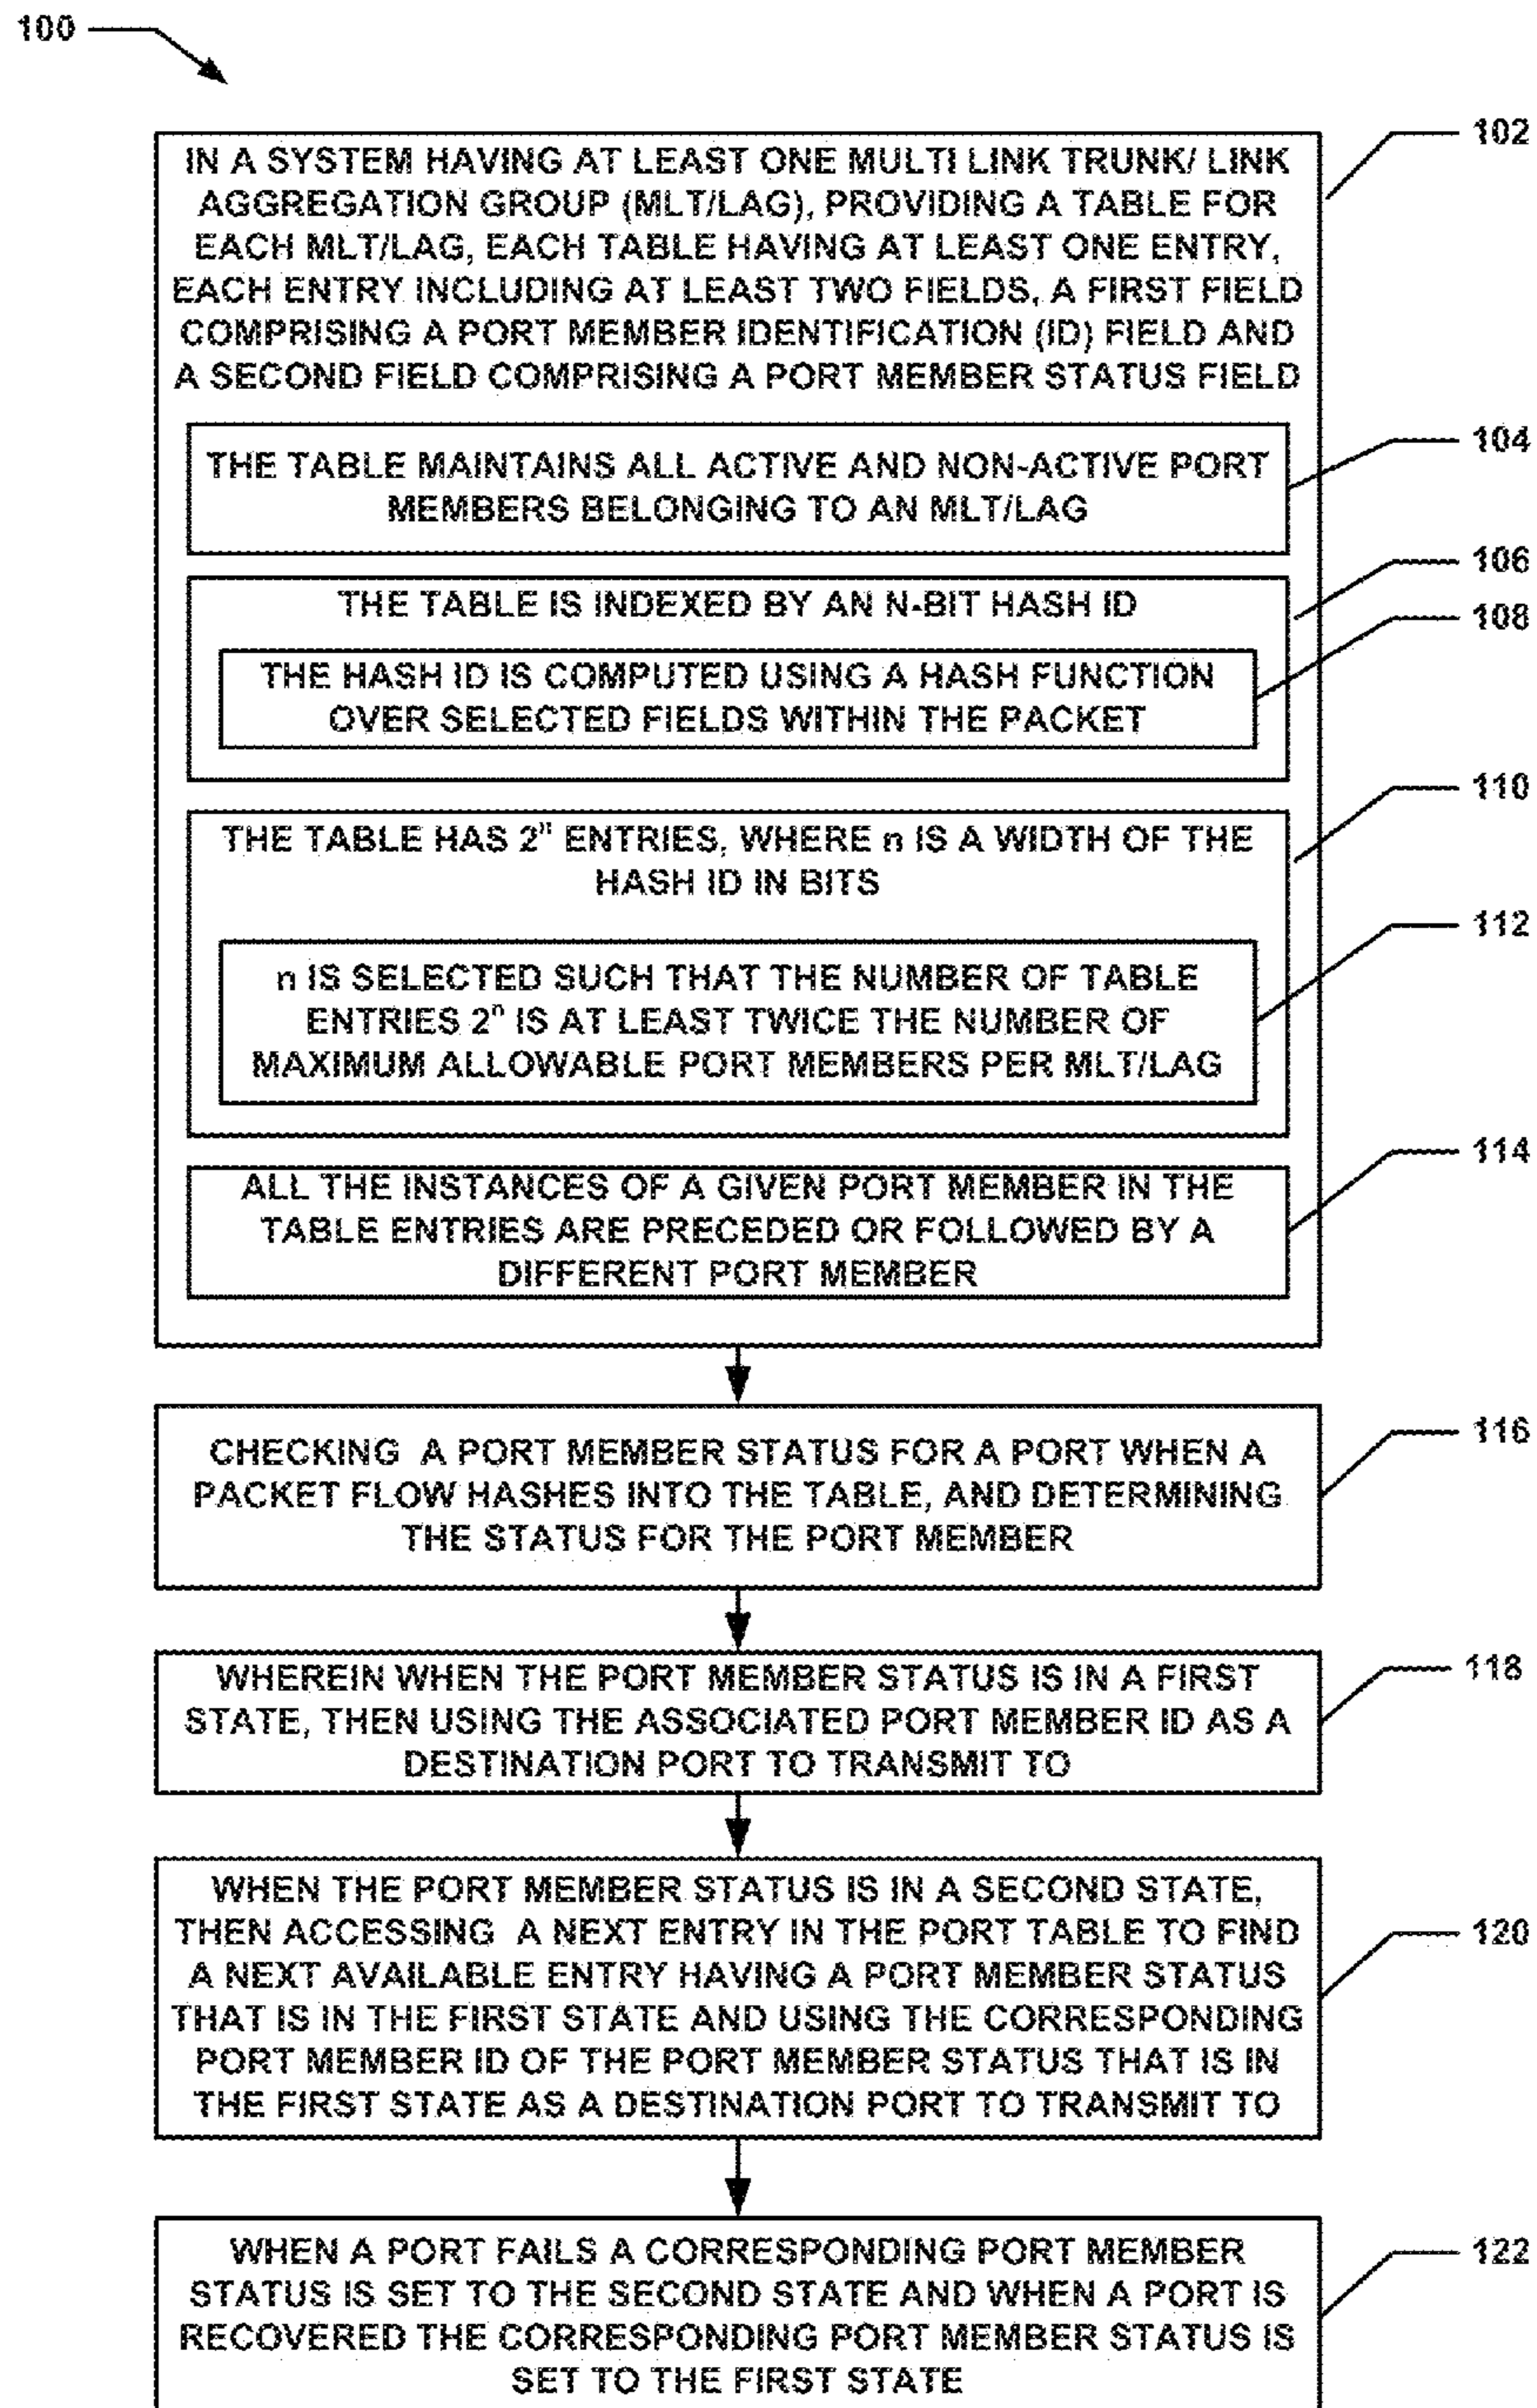 100
102
IN A SYSTEM HAVING AT LEAST ONE MULTI LINK TRUNK/ LINK
AGGREGATION GROUP (MLT/LAG), PROVIDING A TABLE FOR
EACH MLT/LAG, EACH TABLE HAVING AT LEAST ONE ENTRY,
EACH ENTRY INCLUDING AT LEAST TWO FIELDS, A FIRST FIELD
COMPRISING A PORT MEMBER IDENTIFICATION (ID) FIELD AND
A SECOND FIELD COMPRISING A PORT MEMBER STATUS FIELD
104
THE TABLE MAINTAINS ALL ACTIVE AND NON-ACTIVE PORT
MEMBERS BELONGING TO AN MLT/LAG
106
THE TABLE IS INDEXED BY AN N-BIT HASH ID
108
THE HASH ID IS COMPUTED USING A HASH FUNCTION
OVER SELECTED FIELDS WITHIN THE PACKET
110
THE TABLE HAS 2ⁿ ENTRIES, WHERE n IS A WIDTH OF THE
HASH ID IN BITS
112
n IS SELECTED SUCH THAT THE NUMBER OF TABLE
ENTRIES 2ⁿ IS AT LEAST TWICE THE NUMBER OF
MAXIMUM ALLOWABLE PORT MEMBERS PER MLT/LAG
114
ALL THE INSTANCES OF A GIVEN PORT MEMBER IN THE
TABLE ENTRIES ARE PRECEDED OR FOLLOWED BY A
DIFFERENT PORT MEMBER
116
CHECKING A PORT MEMBER STATUS FOR A PORT WHEN A
PACKET FLOW HASHES INTO THE TABLE, AND DETERMINING
THE STATUS FOR THE PORT MEMBER
118
WHEREIN WHEN THE PORT MEMBER STATUS IS IN A FIRST
STATE, THEN USING THE ASSOCIATED PORT MEMBER ID AS A
DESTINATION PORT TO TRANSMIT TO
120
WHEN THE PORT MEMBER STATUS IS IN A SECOND STATE,
THEN ACCESSING A NEXT ENTRY IN THE PORT TABLE TO FIND
A NEXT AVAILABLE ENTRY HAVING A PORT MEMBER STATUS
THAT IS IN THE FIRST STATE AND USING THE CORRESPONDING
PORT MEMBER ID OF THE PORT MEMBER STATUS THAT IS IN
THE FIRST STATE AS A DESTINATION PORT TO TRANSMIT TO
122
WHEN A PORT FAILS A CORRESPONDING PORT MEMBER
STATUS IS SET TO THE SECOND STATE AND WHEN A PORT IS
RECOVERED THE CORRESPONDING PORT MEMBER STATUS IS
SET TO THE FIRST STATE